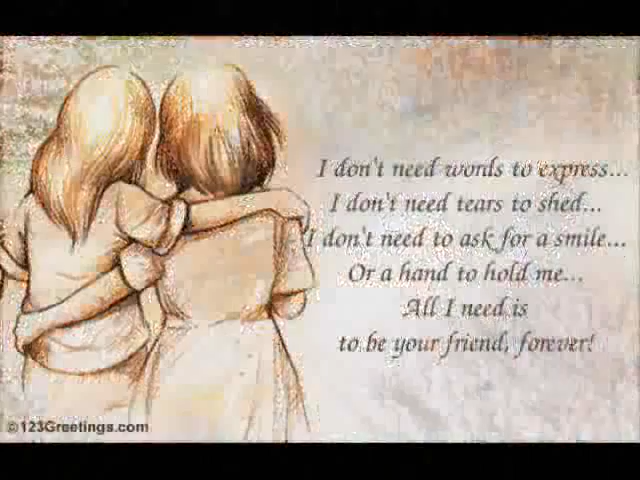 I don't need words to express...
I don't need tears to shed...
I don't need to ask for a smile...
Or a hand to hold me...
All I need is
to be your friend, forever!
©123Greetings.com